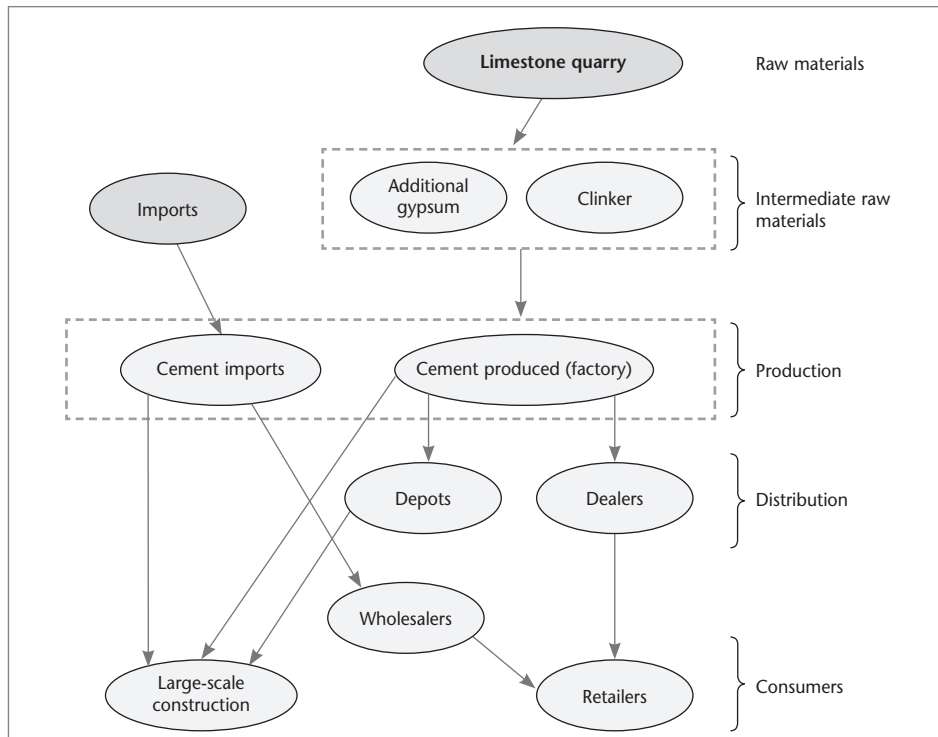 Limestone quarry
Raw materials
Additional
gypsum
Clinker
Intermediate raw
materials
Imports
Cement imports
Cement produced (factory)
Production
Depots
Dealers
Distribution
Wholesalers
Large-scale
construction
Retailers
Consumers